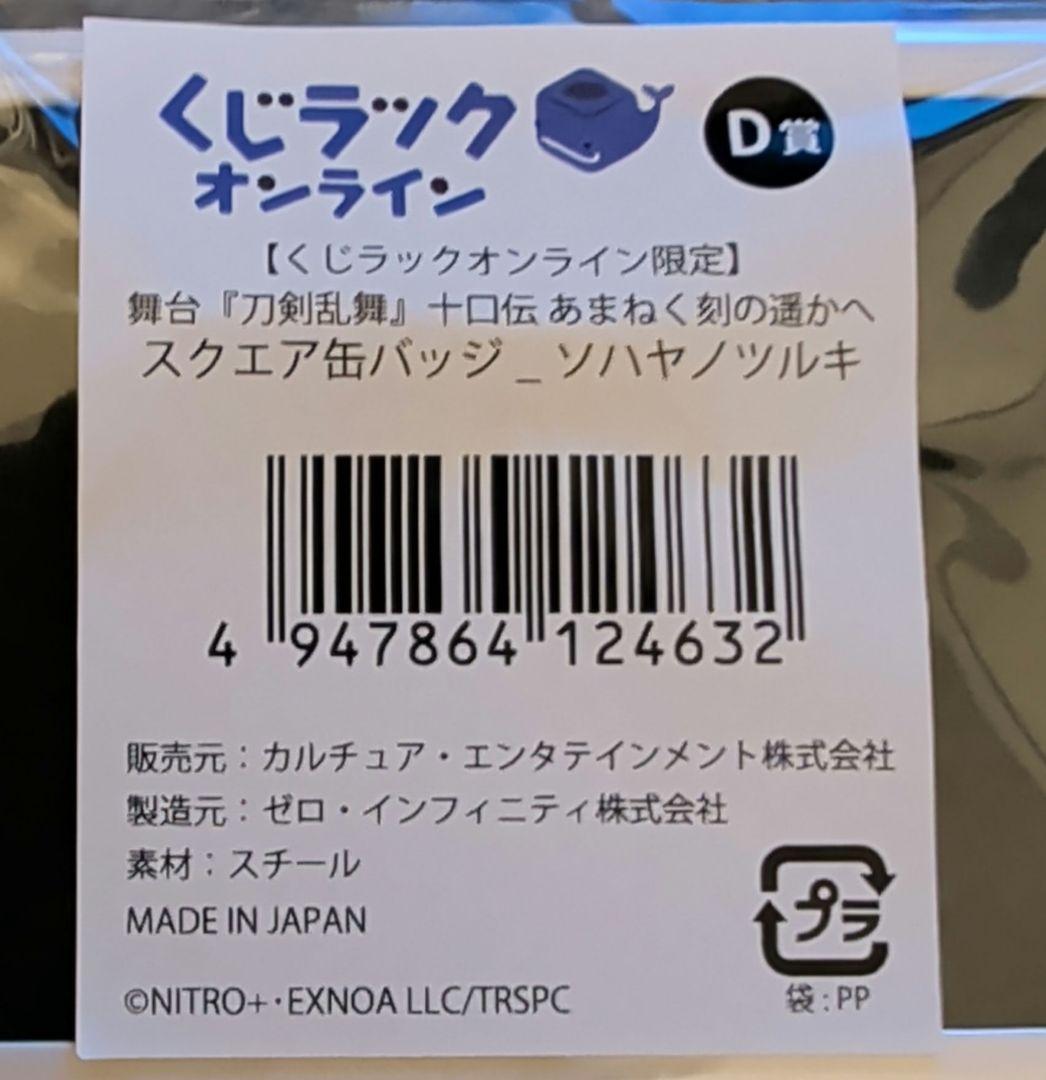 くじラック
オンライン
D賞
【くじラックオンライン限定】
舞台『刀剣乱舞』十口伝 あまねく刻の遥かへ
スクエア缶バッジ _ ソハヤノツルキ
4 947864 124632
販売元：カルチュア・エンタテインメント株式会社
製造元：ゼロ・インフィニティ株式会社
素材：スチール
MADE IN JAPAN
プラ
©NITRO+・EXNOA LLC/TRSPC
袋：PP